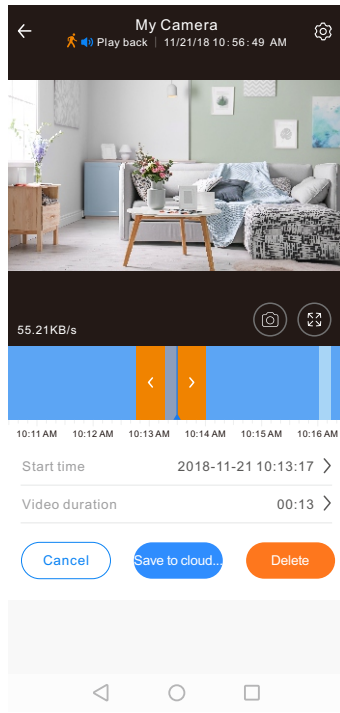 My Camera
Play back | 11/21/18 10:56:49 AM
55.21KB/s
10:11 AM 10:12 AM 10:13 AM 10:14 AM 10:15 AM 10:16 AM
Start time 2018-11-21 10:13:17
Video duration 00:13
Cancel Save to cloud... Delete